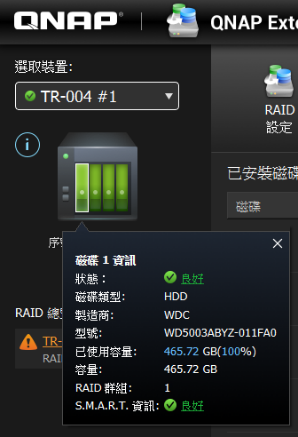 QNAP
QNAP Exte
選取裝置:
TR-004 #1
RAID
設定
已安裝磁碟
磁碟
序
磁碟 1 資訊
狀態: 良好
磁碟類型: HDD
製造商: WDC
型號: WD5003ABYZ-011FA0
已使用容量: 465.72 GB(100%)
容量: 465.72 GB
RAID 群組: 1
S.M.A.R.T. 資訊: 良好
RAID 總
TR-
RAI